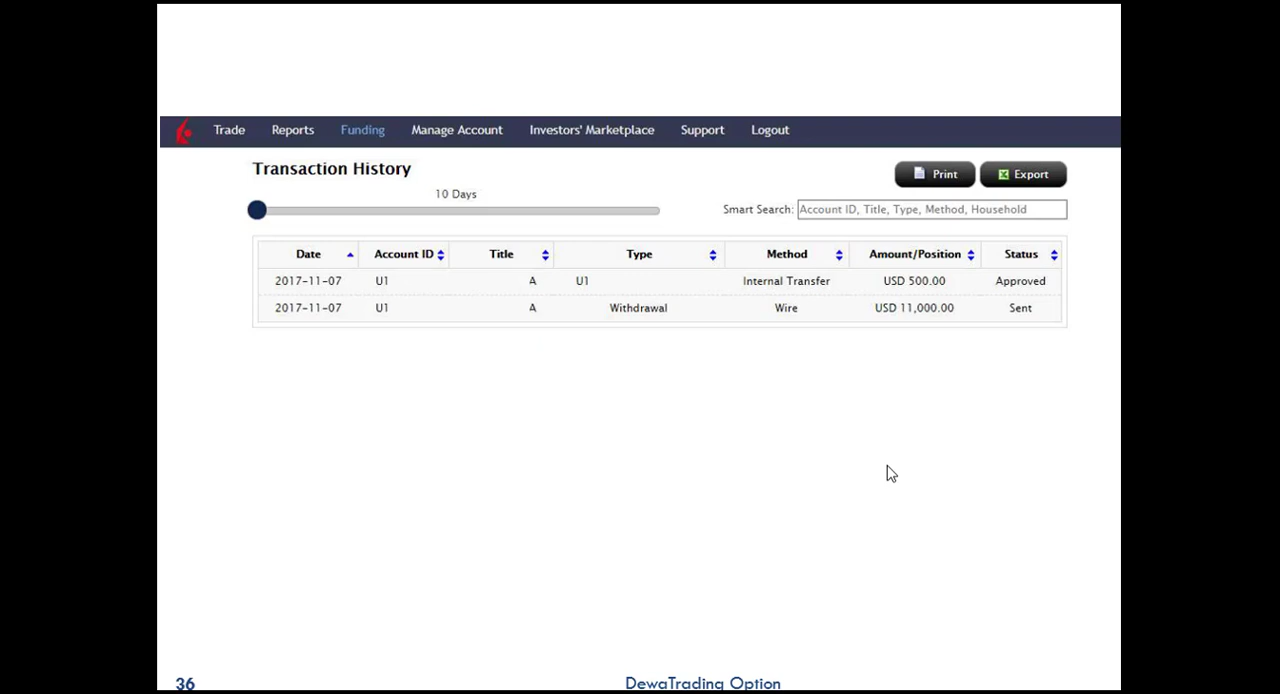 Trade Reports Funding Manage Account Investors' Marketplace Support Logout
Transaction History
Print Export
10 Days
Smart Search: Account ID, Title, Type, Method, Household
Date Account ID Title Type Method Amount/Position Status
2017-11-07 U1 A U1 Internal Transfer USD 500.00 Approved
2017-11-07 U1 A Withdrawal Wire USD 11,000.00 Sent
36 DewaTrading Option